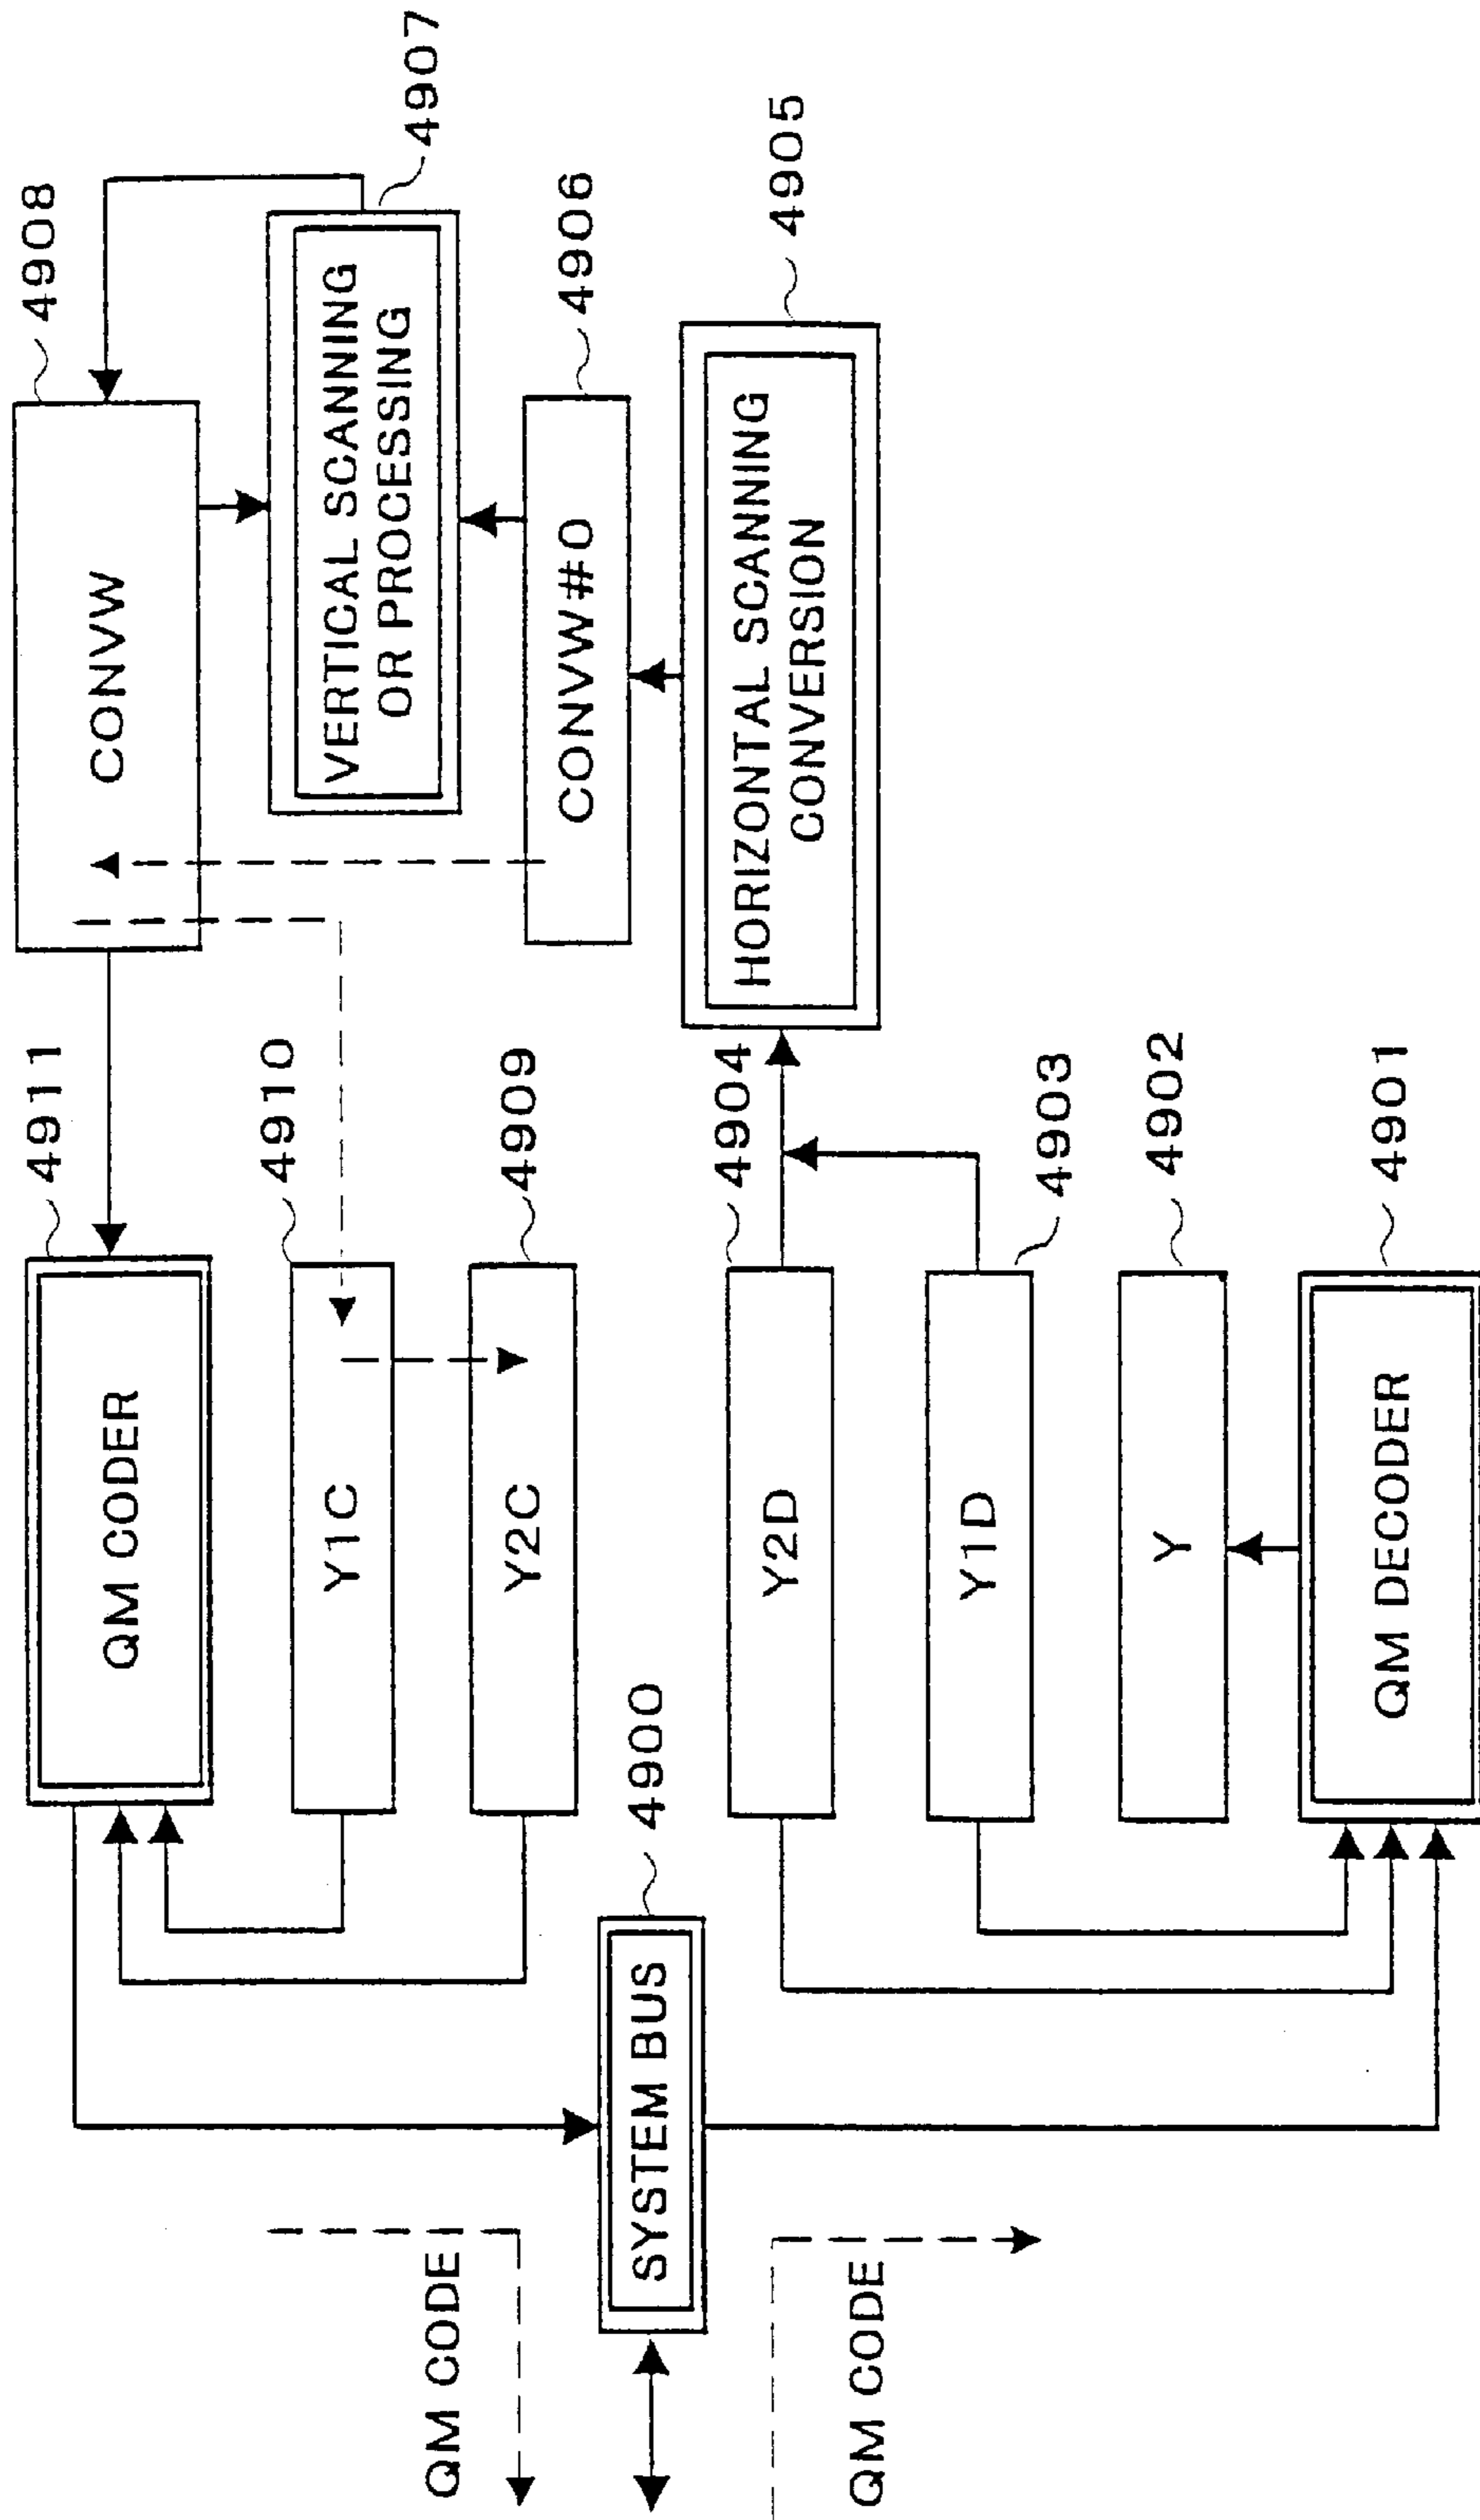 4911
QM CODER
4910
Y1C
4909
Y2C
4908
CONVW
4907
VERTICAL SCANNING
OR PROCESSING
4906
CONVW#0
4905
HORIZONTAL SCANNING
CONVERSION
QM CODE
4900
SYSTEM BUS
QM CODE
4904
Y2D
4903
Y1D
4902
Y
4901
QM DECODER